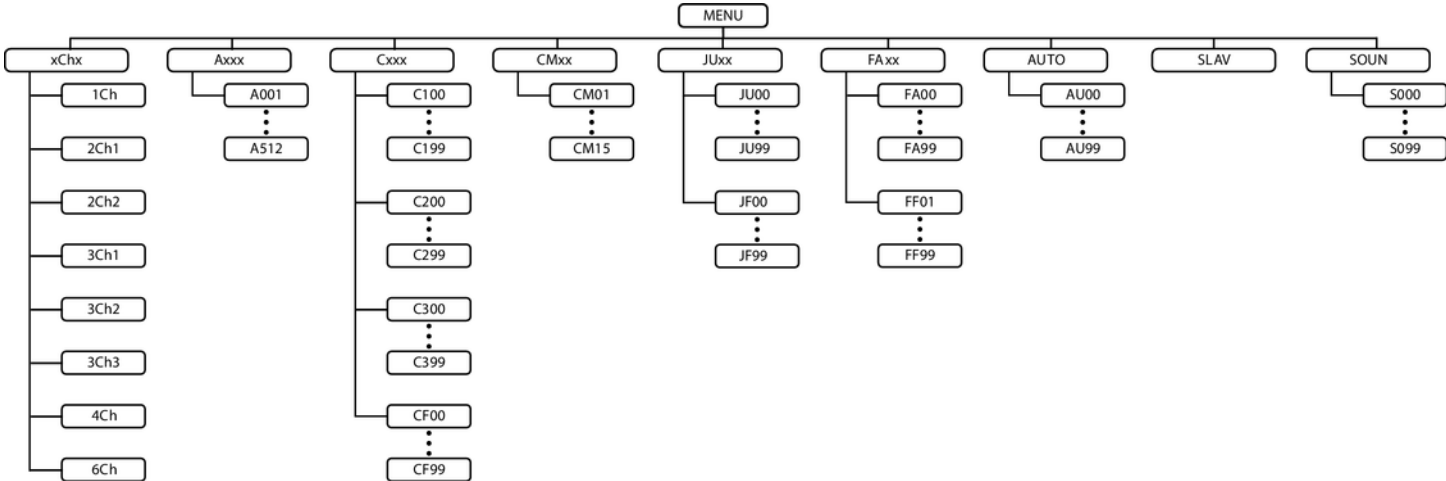 MENU
xChx
Axxx
Cxxx
CMxx
JUxx
FAxx
AUTO
SLAV
SOUN
1Ch
2Ch1
2Ch2
3Ch1
3Ch2
3Ch3
4Ch
6Ch
A001
A512
C100
C199
C200
C299
C300
C399
CF00
CF99
CM01
CM15
JU00
JU99
JF00
JF99
FA00
FA99
FF01
FF99
AU00
AU99
S000
S099